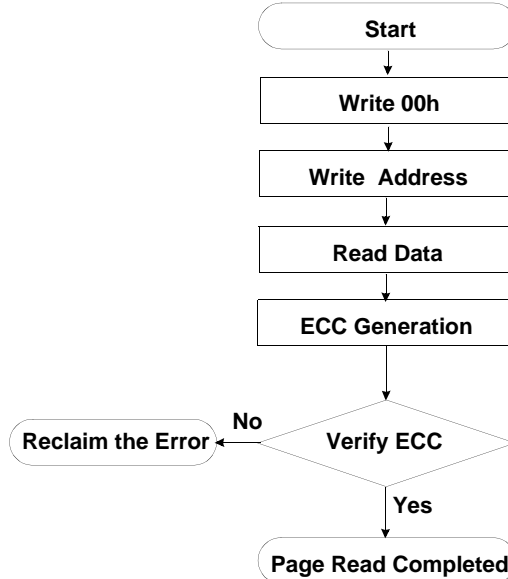 Start
Write 00h
Write Address
Read Data
ECC Generation
No
Reclaim the Error
Verify ECC
Yes
Page Read Completed